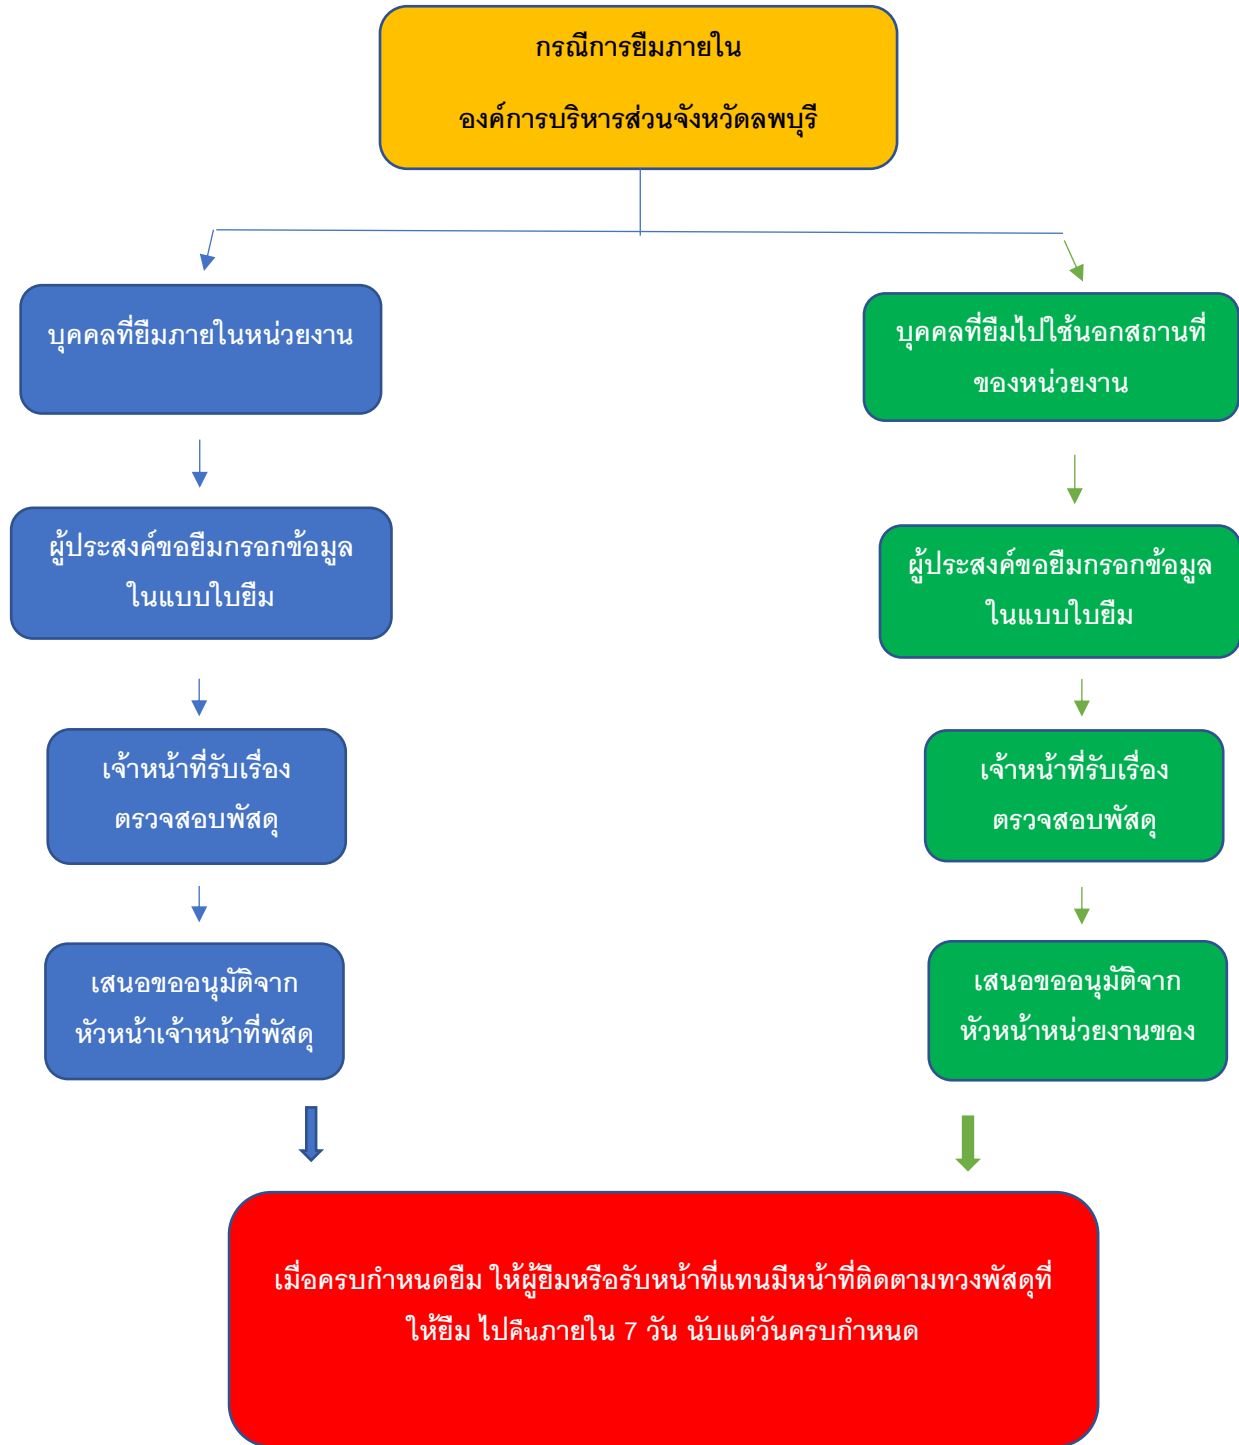 กรณีการยืมภายใน
องค์การบริหารส่วนจังหวัดลพบุรี
บุคคลที่ยืมภายในหน่วยงาน
บุคคลที่ยืมไปใช้นอกสถานที่
ของหน่วยงาน
ผู้ประสงค์ขอยืมกรอกข้อมูล
ในแบบใบยืม
ผู้ประสงค์ขอยืมกรอกข้อมูล
ในแบบใบยืม
เจ้าหน้าที่รับเรื่อง
ตรวจสอบพัสดุ
เจ้าหน้าที่รับเรื่อง
ตรวจสอบพัสดุ
เสนอขออนุมัติจาก
หัวหน้าเจ้าหน้าที่พัสดุ
เสนอขออนุมัติจาก
หัวหน้าหน่วยงานของ
เมื่อครบกำหนดยืม ให้ผู้ยืมหรือรับหน้าที่แทนมีหน้าที่ติดตามทวงพัสดุที่
ให้ยืม ไปคืนภายใน 7 วัน นับแต่วันครบกำหนด